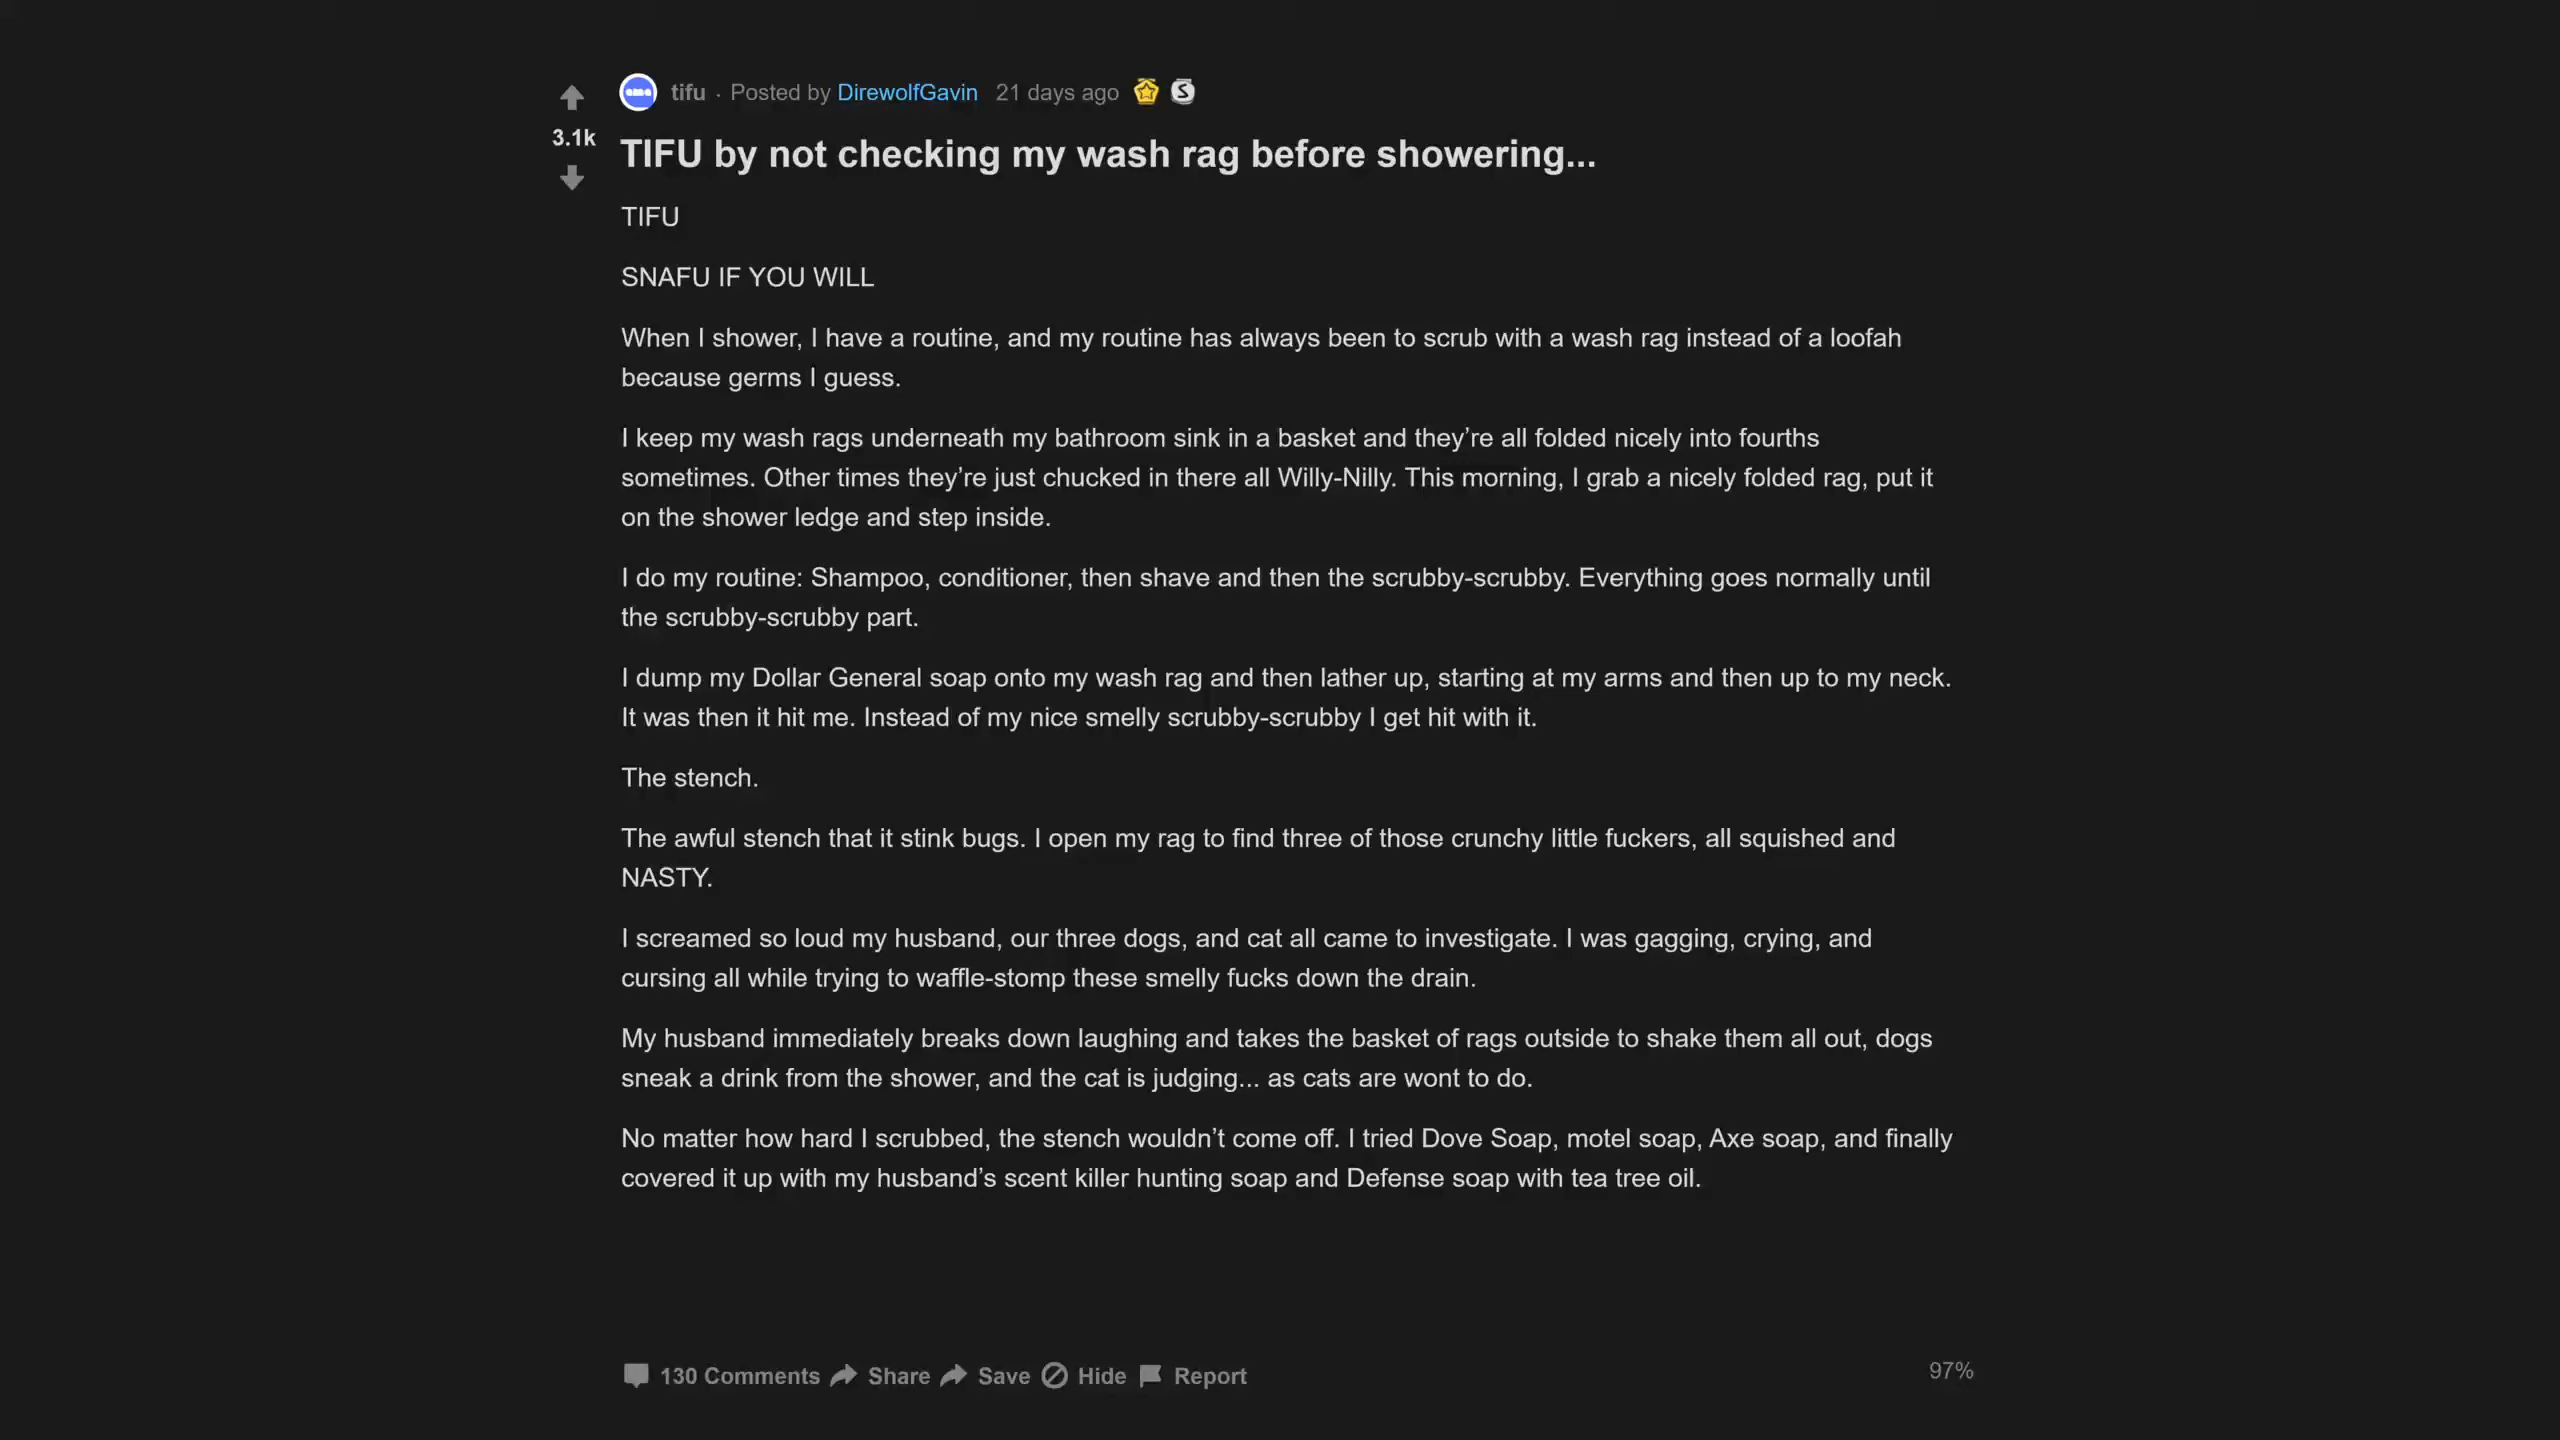 tifu · Posted by DirewolfGavin 21 days ago
3.1k
TIFU by not checking my wash rag before showering...
TIFU
SNAFU IF YOU WILL
When I shower, I have a routine, and my routine has always been to scrub with a wash rag instead of a loofah
because germs I guess.
I keep my wash rags underneath my bathroom sink in a basket and they’re all folded nicely into fourths
sometimes. Other times they’re just chucked in there all Willy-Nilly. This morning, I grab a nicely folded rag, put it
on the shower ledge and step inside.
I do my routine: Shampoo, conditioner, then shave and then the scrubby-scrubby. Everything goes normally until
the scrubby-scrubby part.
I dump my Dollar General soap onto my wash rag and then lather up, starting at my arms and then up to my neck.
It was then it hit me. Instead of my nice smelly scrubby-scrubby I get hit with it.
The stench.
The awful stench that it stink bugs. I open my rag to find three of those crunchy little fuckers, all squished and
NASTY.
I screamed so loud my husband, our three dogs, and cat all came to investigate. I was gagging, crying, and
cursing all while trying to waffle-stomp these smelly fucks down the drain.
My husband immediately breaks down laughing and takes the basket of rags outside to shake them all out, dogs
sneak a drink from the shower, and the cat is judging... as cats are wont to do.
No matter how hard I scrubbed, the stench wouldn’t come off. I tried Dove Soap, motel soap, Axe soap, and finally
covered it up with my husband’s scent killer hunting soap and Defense soap with tea tree oil.
130 Comments Share Save Hide Report
97%